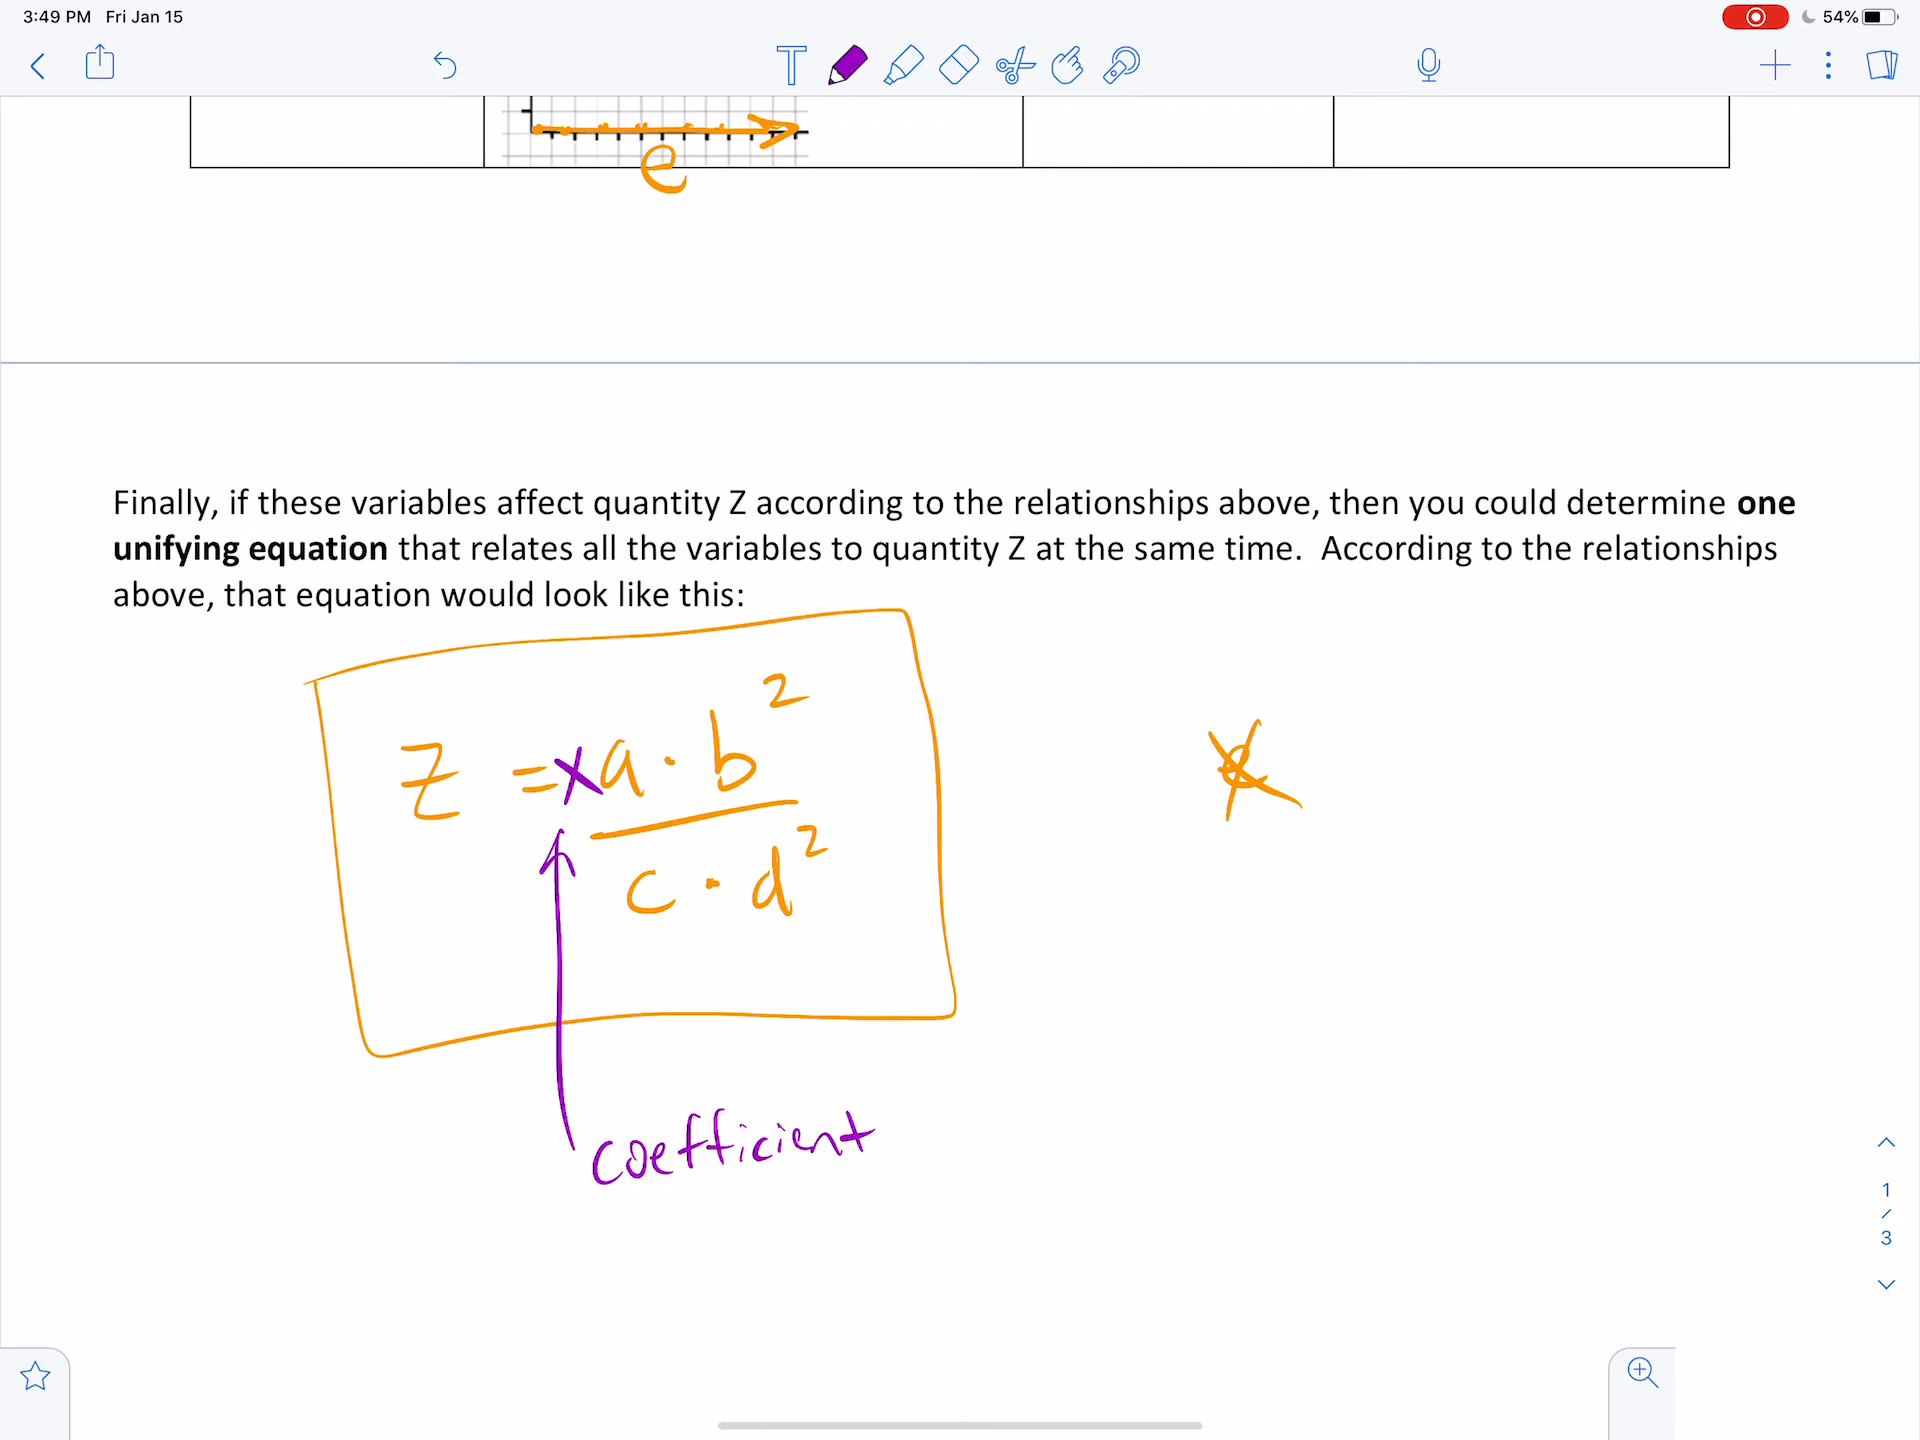 3:49 PM Fri Jan 15
54%
T
e
Finally, if these variables affect quantity Z according to the relationships above, then you could determine one
unifying equation that relates all the variables to quantity Z at the same time. According to the relationships
above, that equation would look like this:
Z = x a · b²
c · d²
e
coefficient
1
/
3